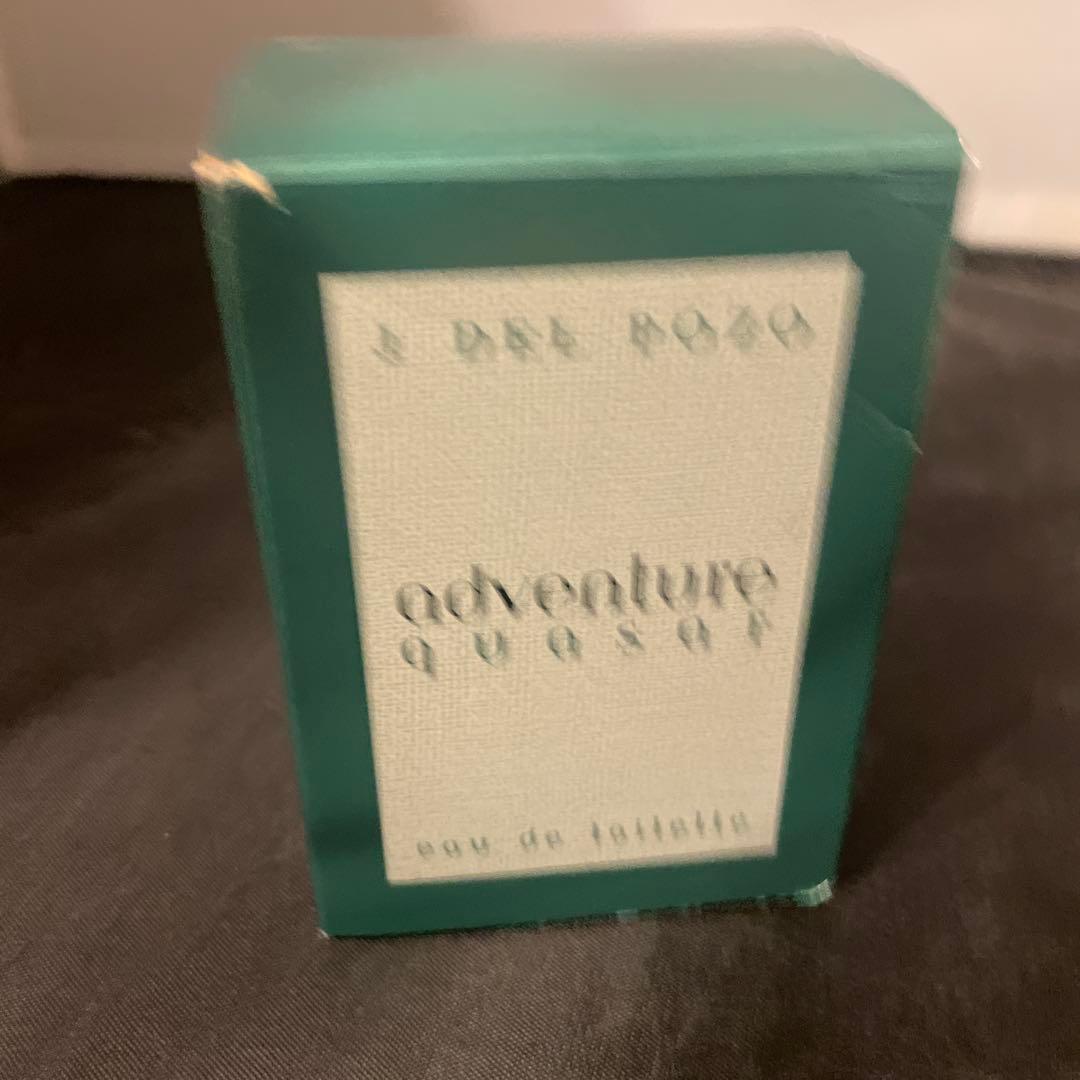 J DEL POZO
adventure
quasar
eau de toilette